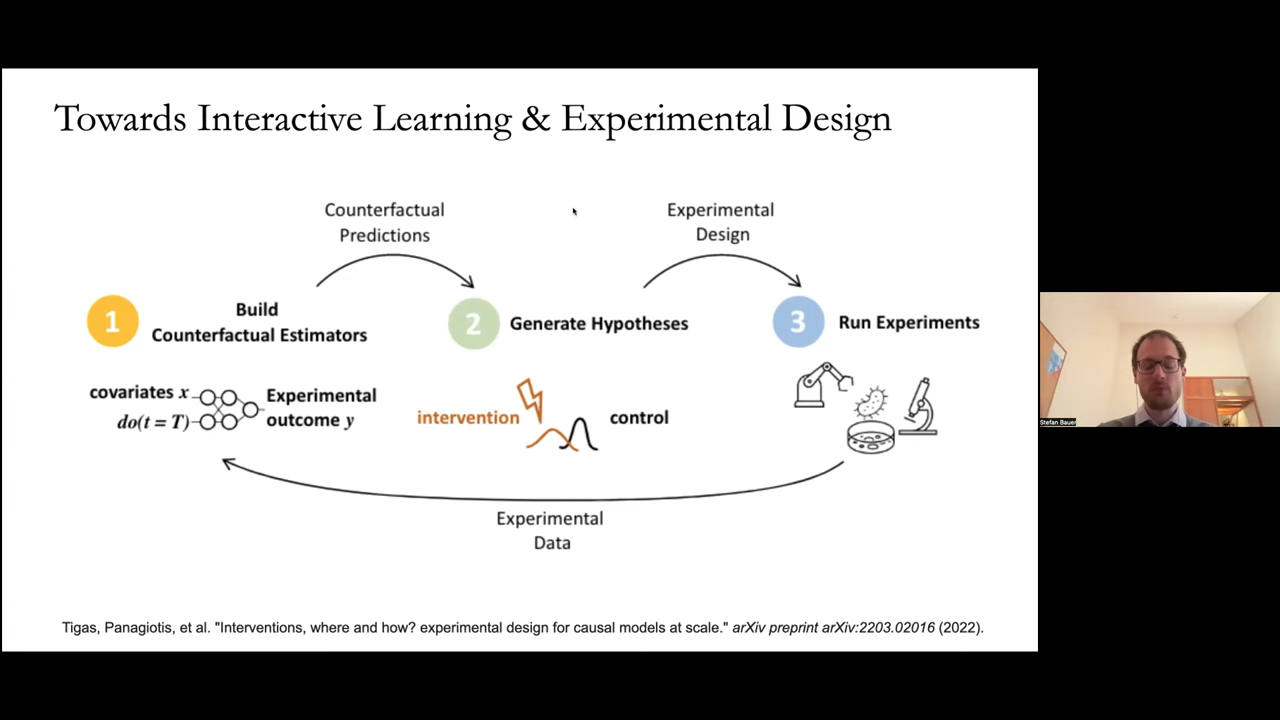 Towards Interactive Learning & Experimental Design
Counterfactual
Predictions
Experimental
Design
1
Build
Counterfactual Estimators
2
Generate Hypotheses
3
Run Experiments
covariates x
do(t = T)
Experimental
outcome y
intervention
control
Experimental
Data
Tigas, Panagiotis, et al. "Interventions, where and how? experimental design for causal models at scale." arXiv preprint arXiv:2203.02016 (2022).
Stefan Bauer